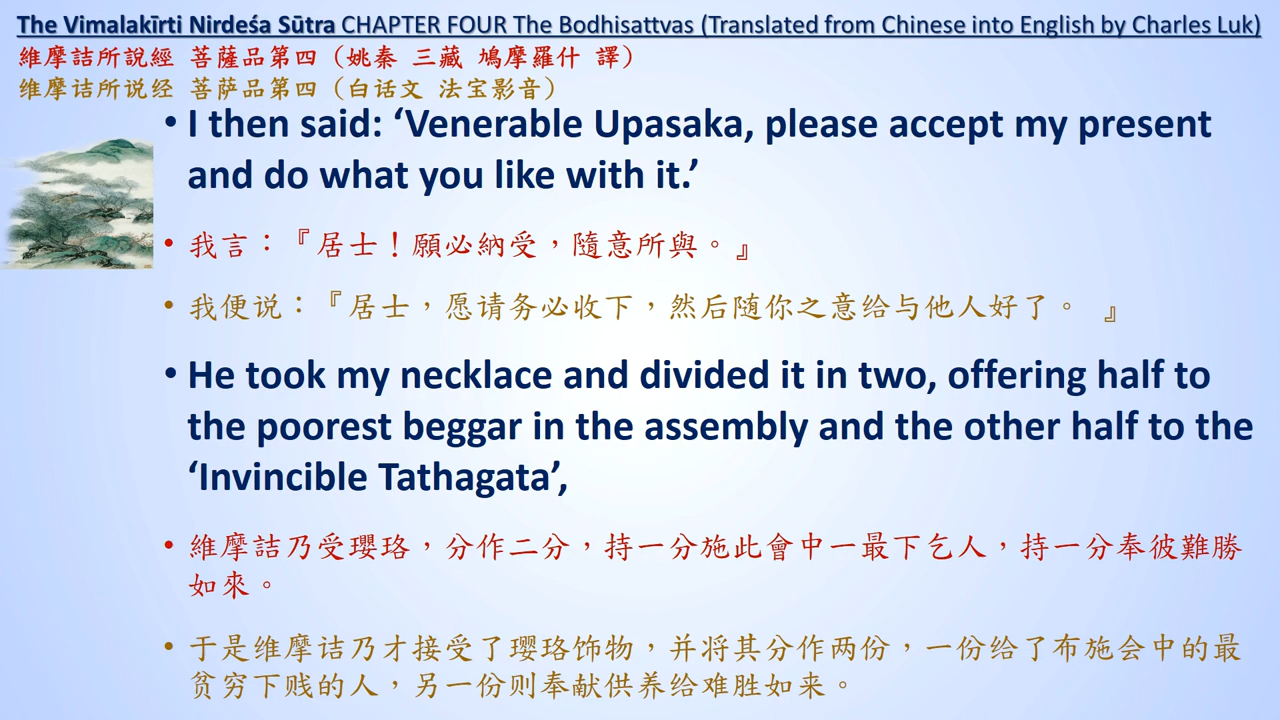 The Vimalakīrti Nirdeśa Sūtra CHAPTER FOUR The Bodhisattvas (Translated from Chinese into English by Charles Luk)
維摩詰所說經 菩薩品第四（姚秦 三藏 鳩摩羅什 譯）
维摩诘所说经 菩萨品第四（白话文 法宝影音）
• I then said: ‘Venerable Upasaka, please accept my present
and do what you like with it.’
• 我言：『居士！願必納受，隨意所與。』
• 我便说：『居士，愿请务必收下，然后随你之意给与他人好了。 』
• He took my necklace and divided it in two, offering half to
the poorest beggar in the assembly and the other half to the
‘Invincible Tathagata’,
• 維摩詰乃受瓔珞，分作二分，持一分施此會中一最下乞人，持一分奉彼難勝
如來。
• 于是维摩诘乃才接受了璎珞饰物，并将其分作两份，一份给了布施会中的最
贫穷下贱的人，另一份则奉献供养给难胜如来。